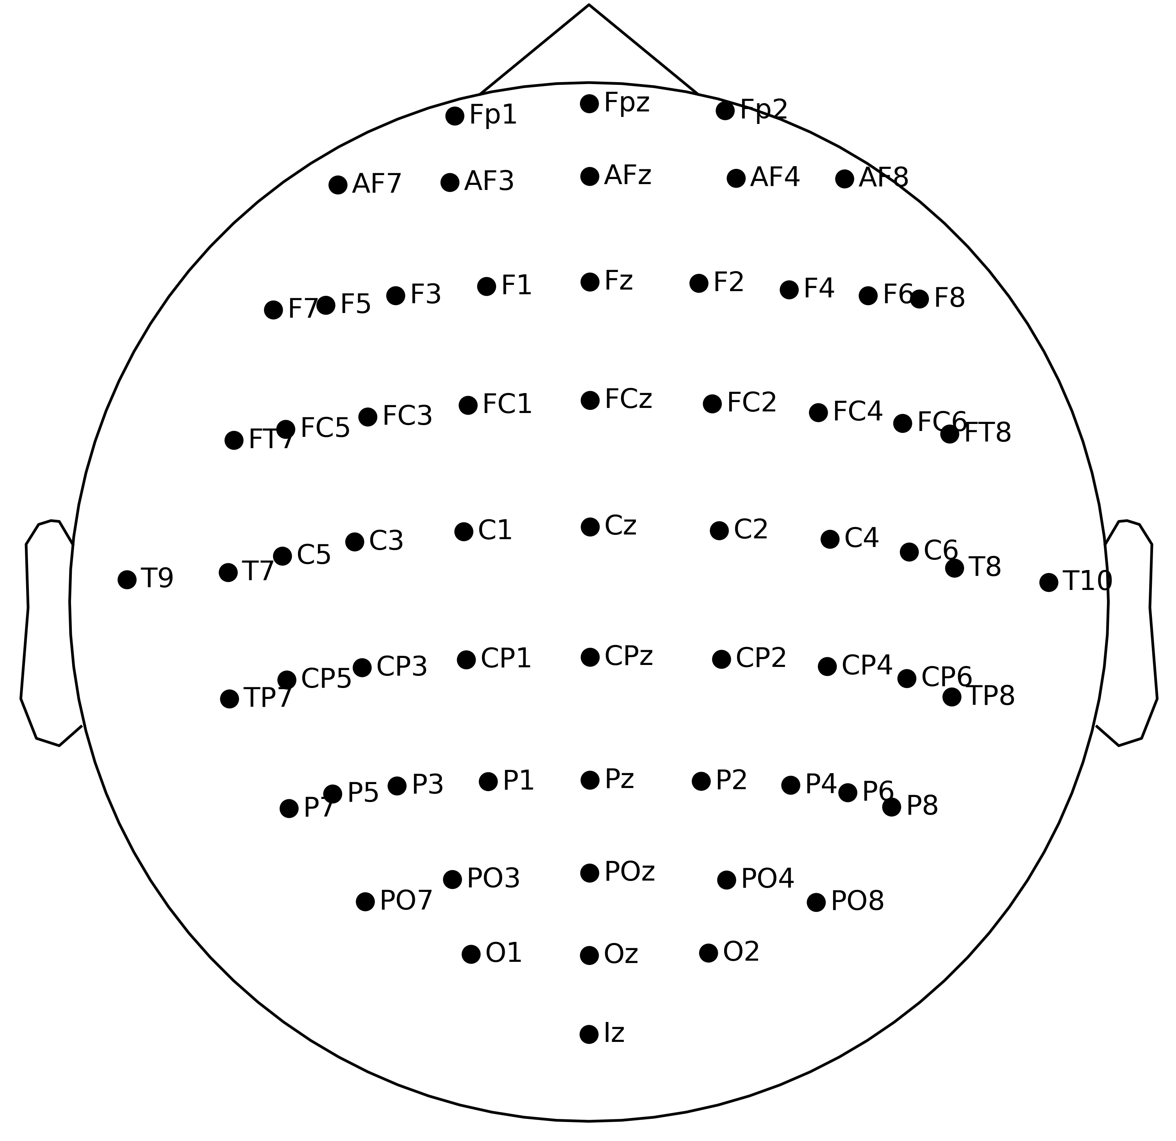 Fp1 Fpz Fp2
AF7 AF3 AFz AF4 AF8
F7 F5 F3 F1 Fz F2 F4 F6 F8
FT7 FC5 FC3 FC1 FCz FC2 FC4 FC6 FT8
T9 T7 C5 C3 C1 Cz C2 C4 C6 T8 T10
TP7 CP5 CP3 CP1 CPz CP2 CP4 CP6 TP8
P7 P5 P3 P1 Pz P2 P4 P6 P8
PO7 PO3 POz PO4 PO8
O1 Oz O2
Iz